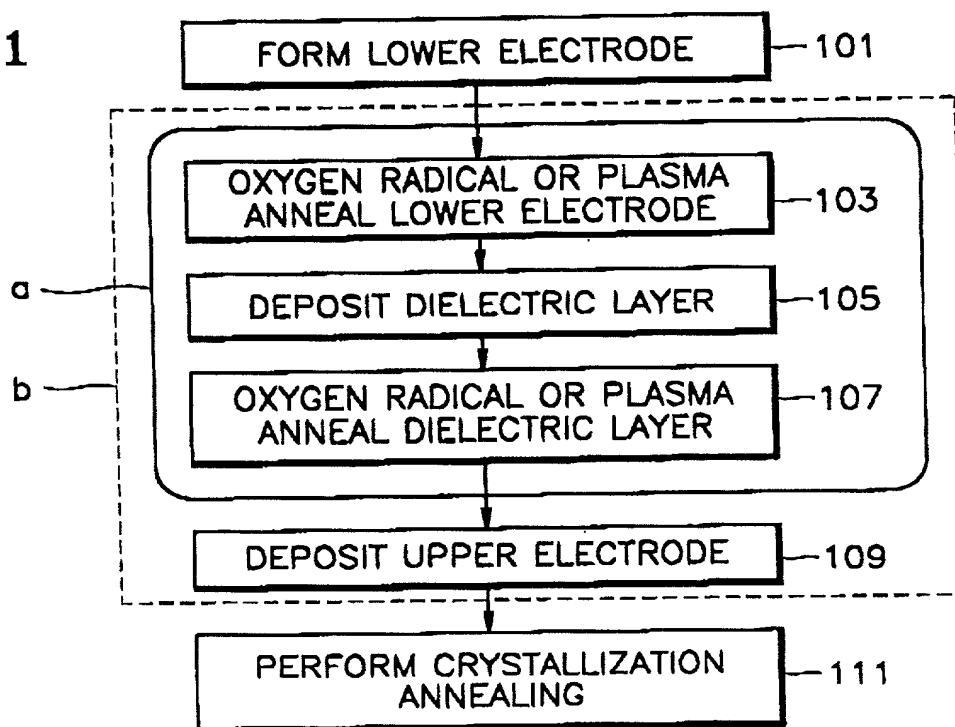 1
FORM LOWER ELECTRODE
101
OXYGEN RADICAL OR PLASMA
ANNEAL LOWER ELECTRODE
103
a
DEPOSIT DIELECTRIC LAYER
105
b
OXYGEN RADICAL OR PLASMA
ANNEAL DIELECTRIC LAYER
107
DEPOSIT UPPER ELECTRODE
109
PERFORM CRYSTALLIZATION
ANNEALING
111